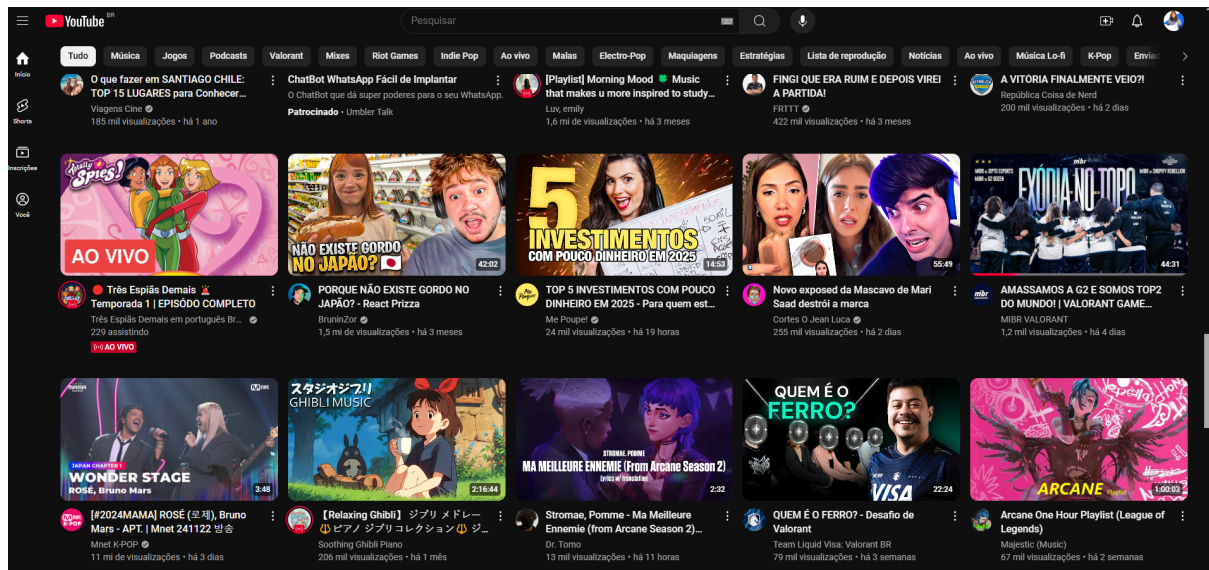 YouTube BR
Pesquisar
Início
Shorts
Inscrições
Você
Tudo
Música
Jogos
Podcasts
Valorant
Mixes
Riot Games
Indie Pop
Ao vivo
Malas
Electro-Pop
Maquiagens
Estratégias
Lista de reprodução
Notícias
Ao vivo
Música Lo-fi
K-Pop
O que fazer em SANTIAGO CHILE:
TOP 15 LUGARES para Conhecer...
Viagens Cine
185 mil visualizações • há 1 ano
ChatBot WhatsApp Fácil de Implantar
O ChatBot que dá super poderes para o seu WhatsApp.
Patrocinado • Umbler Talk
[Playlist] Morning Mood 🍀 Music
that makes u more inspired to study...
Luv, emily
1,6 mi de visualizações • há 3 meses
FINGI QUE ERA RUIM E DEPOIS VIREI
A PARTIDA!
FRTTT
422 mil visualizações • há 3 meses
A VITÓRIA FINALMENTE VEIO?!
República Coisa de Nerd
200 mil visualizações • há 2 dias
Totally
Spies!
AO VIVO
🔴 Três Espiãs Demais 🚨
Temporada 1 | EPISÓDO COMPLETO
Três Espiãs Demais em português Br...
229 assistindo
AO VIVO
NÃO EXISTE GORDO
NO JAPÃO?
42:02
PORQUE NÃO EXISTE GORDO NO
JAPÃO? - React Prizza
BruninZor
1,5 mi de visualizações • há 3 meses
5
INVESTIMENTOS
COM POUCO DINHEIRO EM 2025
14:53
Me Poupe!
TOP 5 INVESTIMENTOS COM POUCO
DINHEIRO EM 2025 - Para quem est...
Me Poupe!
24 mil visualizações • há 19 horas
55:49
Novo exposed da Mascavo de Mari
Saad destrói a marca
Cortes O Jean Luca
255 mil visualizações • há 2 dias
mibr
EXÓDIA NO TOPO
44:31
mibr
AMASSAMOS A G2 E SOMOS TOP2
DO MUNDO! | VALORANT GAME...
MIBR VALORANT
1,2 mil visualizações • há 4 dias
Mnet
JAPAN CHAPTER 1
WONDER STAGE
ROSÉ, Bruno Mars
3:48
Mnet K-POP
[#2024MAMA] ROSÉ (로제), Bruno
Mars - APT. | Mnet 241122 방송
Mnet K-POP
11 mi de visualizações • há 3 dias
スタジオジブリ
GHIBLI MUSIC
2:16:44
【Relaxing Ghibli】 ジブリ メドレー
🔱ピアノ ジブリコレクション🔱 ジ...
Soothing Ghibli Piano
206 mil visualizações • há 1 mês
STROMAE, POMME
MA MEILLEURE ENNEMIE (From Arcane Season 2)
Lyrics w/ Translation
2:32
Stromae, Pomme - Ma Meilleure
Ennemie (from Arcane Season 2)...
Dr. Tomo
13 mil visualizações • há 11 horas
QUEM É O
FERRO?
VISA
22:24
QUEM É O FERRO? - Desafio de
Valorant
Team Liquid Visa: Valorant BR
79 mil visualizações • há 3 semanas
ARCANE Playlist
1:00:03
Arcane One Hour Playlist (League of
Legends)
Majestic (Music)
67 mil visualizações • há 2 semanas